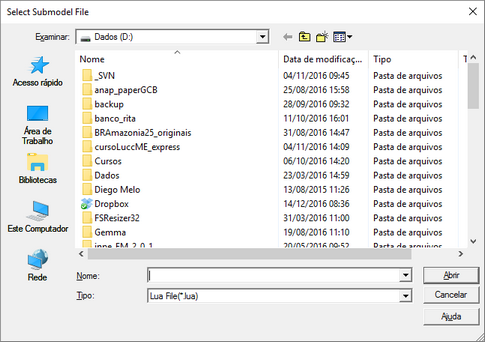 Select Submodel File
Examinar: Dados (D:)
Nome Data de modificaç... Tipo T
_SVN 04/11/2016 09:45 Pasta de arquivos
anap_paperGCB 25/08/2016 15:58 Pasta de arquivos
backup 28/09/2016 09:32 Pasta de arquivos
banco_rita 11/10/2016 16:01 Pasta de arquivos
BRAmazonia25_originais 31/08/2016 14:47 Pasta de arquivos
cursoLuccME_express 04/11/2016 14:09 Pasta de arquivos
Cursos 06/10/2016 14:20 Pasta de arquivos
Dados 23/03/2016 14:59 Pasta de arquivos
Diego Melo 13/08/2015 11:26 Pasta de arquivos
Dropbox 14/12/2016 08:36 Pasta de arquivos
FSResizer32 31/03/2016 11:00 Pasta de arquivos
Gemma 19/08/2016 11:10 Pasta de arquivos
inpe_EM_2_0_1 20/05/2016 09:52 Pasta de arquivos
Acesso rápido
Área de
Trabalho
Bibliotecas
Este Computador
Rede
Nome: Abrir
Tipo: Lua File(*.lua) Cancelar
Ajuda